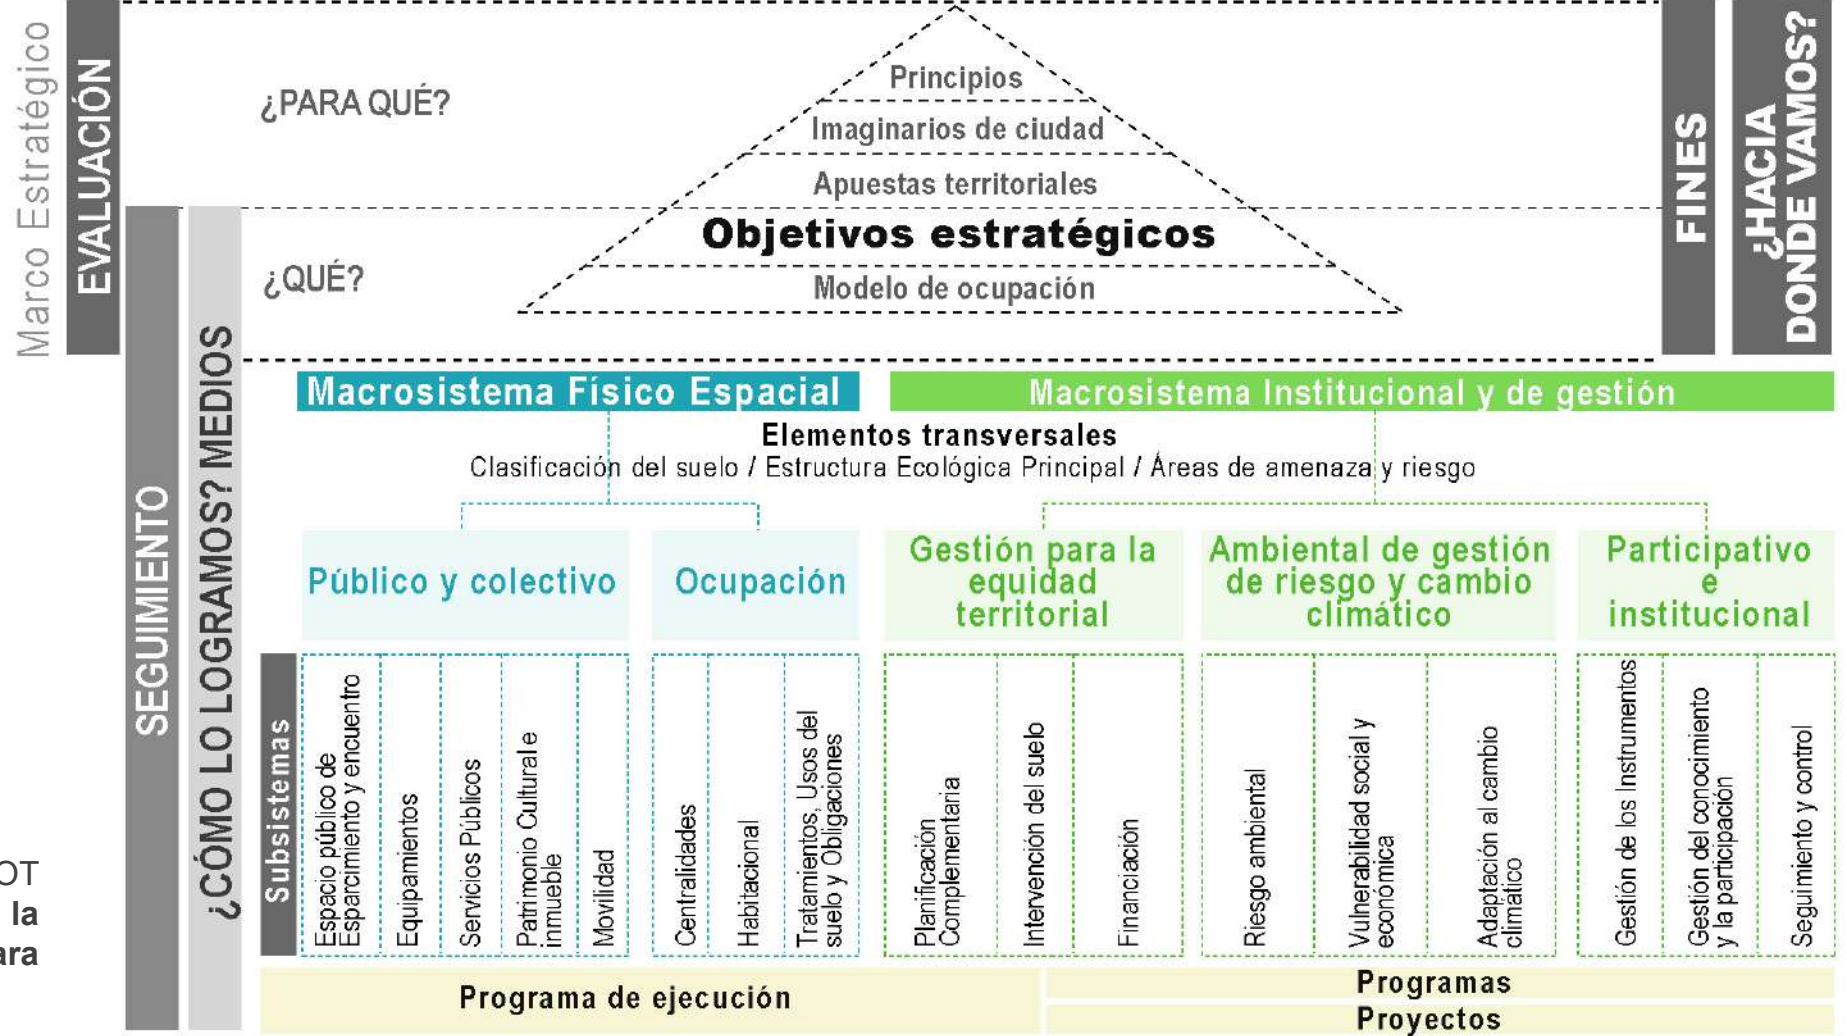 Marco Estratégico
EVALUACIÓN
¿PARA QUÉ?
Principios
Imaginarios de ciudad
Apuestas territoriales
¿QUÉ?
Objetivos estratégicos
Modelo de ocupación
FINES
¿HACIA
DONDE VAMOS?
SEGUIMIENTO
¿CÓMO LO LOGRAMOS? MEDIOS
Macrosistema Físico Espacial
Macrosistema Institucional y de gestión
Elementos transversales
Clasificación del suelo / Estructura Ecológica Principal / Áreas de amenaza y riesgo
Público y colectivo
Ocupación
Gestión para la
equidad
territorial
Ambiental de gestión
de riesgo y cambio
climático
Participativo
e
institucional
Subsistemas
Espacio público de
Esparcimiento y encuentro
Equipamientos
Servicios Públicos
Patrimonio Cultural e
inmueble
Movilidad
Centralidades
Habitacional
Tratamientos, Usos del
suelo y Obligaciones
Planificación
Complementaria
Intervención del suelo
Financiación
Riesgo ambiental
Vulnerabilidad social y
económica
Adaptación al cambio
climático
Gestión de los Instrumentos
Gestión del conocimiento
y la participación
Seguimiento y control
OT
la
ara
Programa de ejecución
Programas
Proyectos